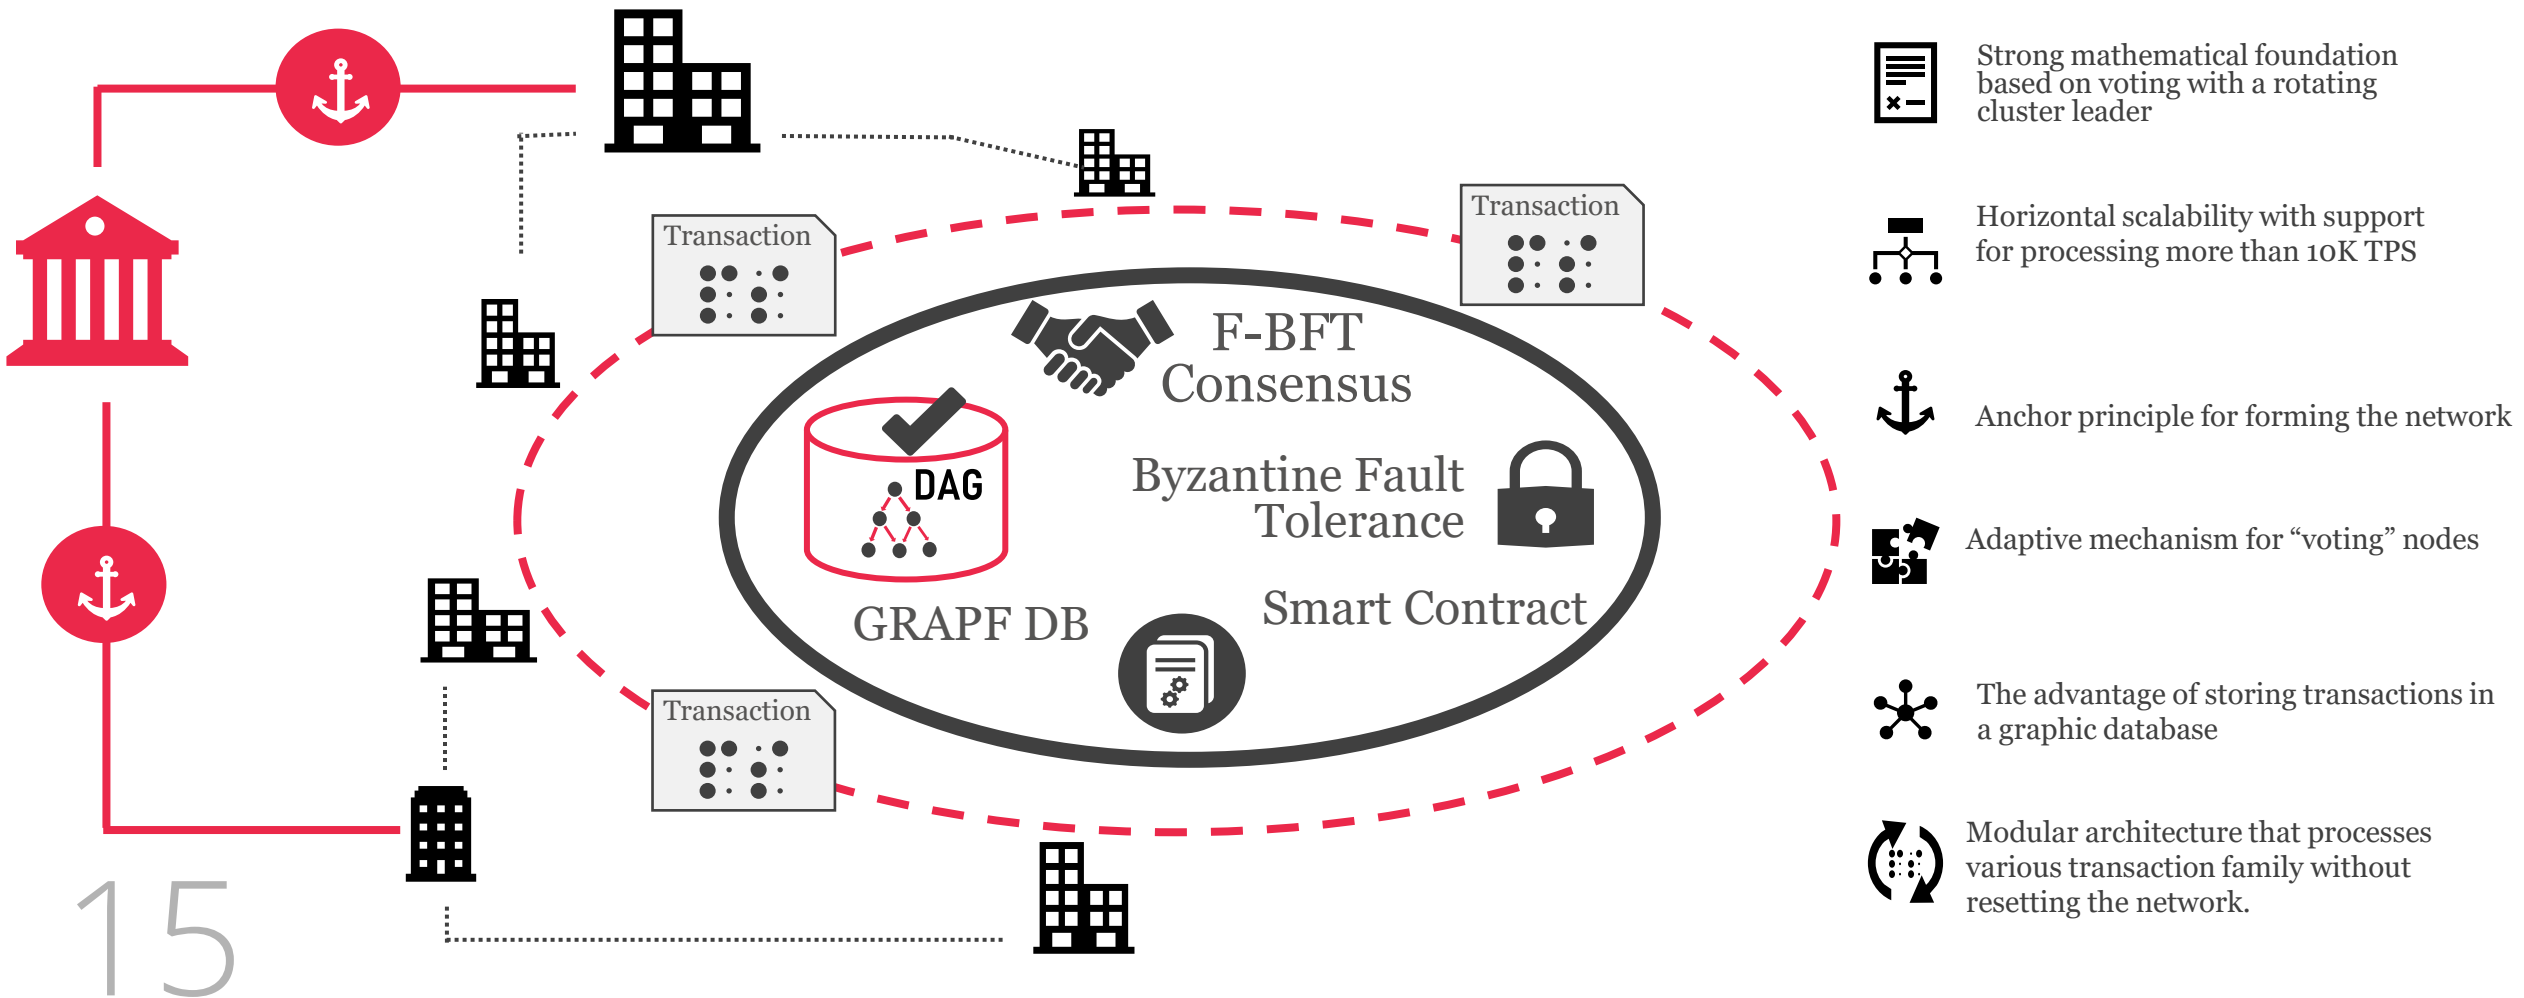 Transaction
Transaction
F-BFT
Consensus
DAG
Byzantine Fault
Tolerance
GRAPF DB
Smart Contract
Transaction
15
Strong mathematical foundation
based on voting with a rotating
cluster leader
Horizontal scalability with support
for processing more than 10K TPS
Anchor principle for forming the network
Adaptive mechanism for “voting” nodes
The advantage of storing transactions in
a graphic database
Modular architecture that processes
various transaction family without
resetting the network.